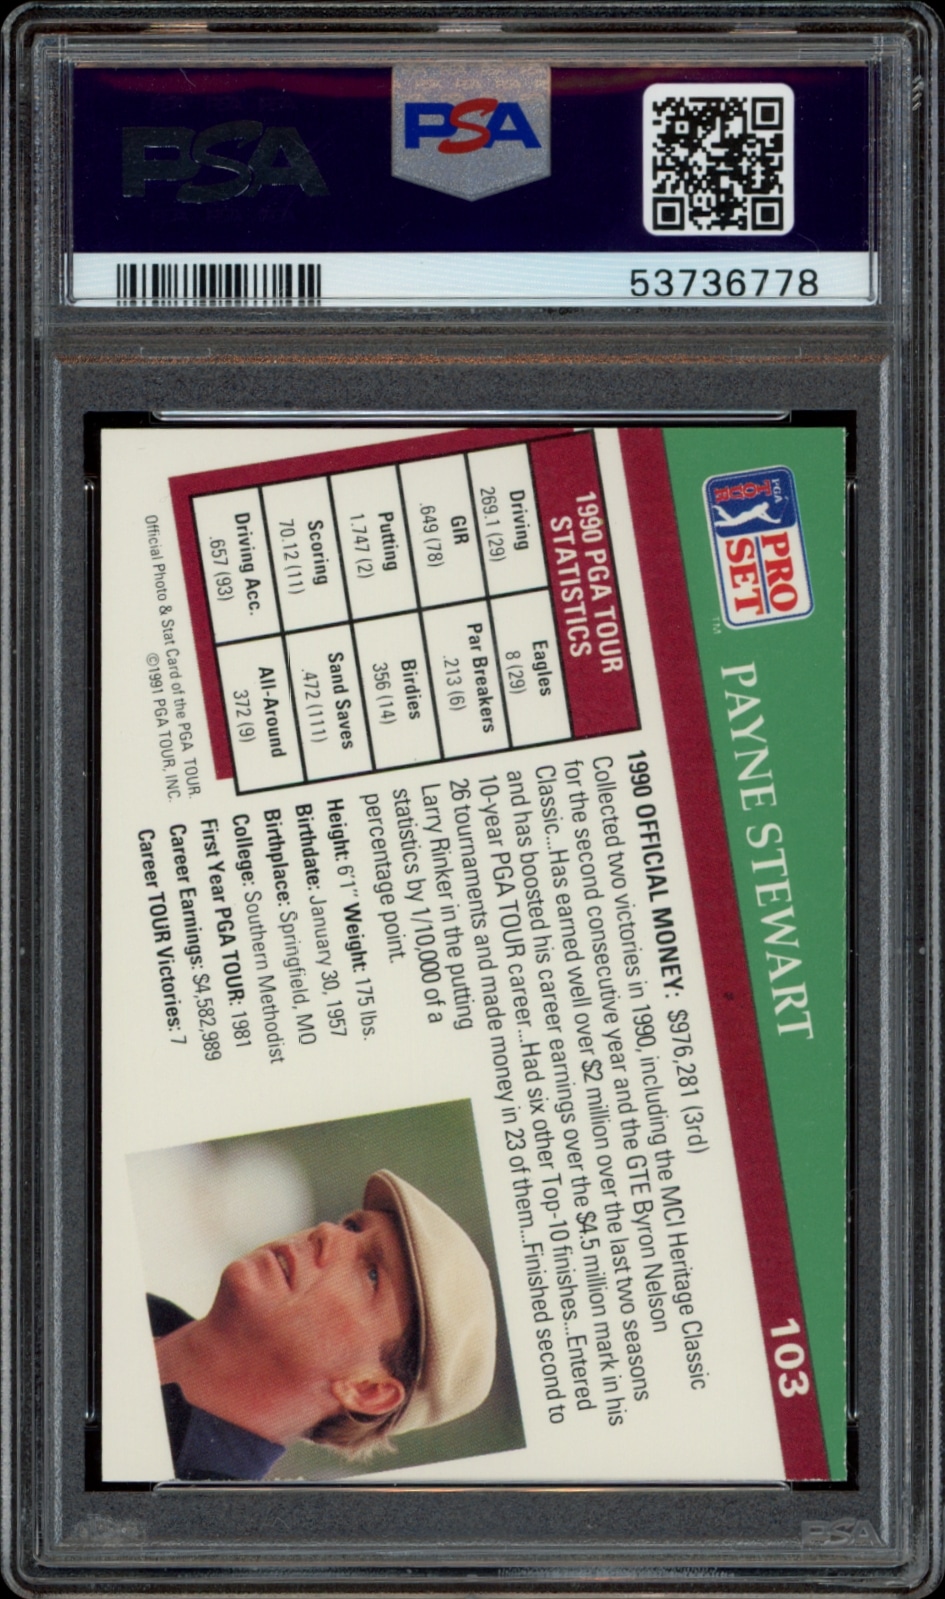 PSA
PSA
53736778
PGA
TOUR
PRO
SET
TM
PAYNE STEWART
103
1990 PGA TOUR
STATISTICS
Driving
269.1 (29)
Eagles
8 (29)
GIR
.649 (78)
Par Breakers
.213 (6)
Putting
1.747 (2)
Birdies
356 (14)
Scoring
70.12 (11)
Sand Saves
.472 (111)
Driving Acc.
.657 (93)
All-Around
372 (9)
Official Photo & Stat Card of the PGA TOUR.
©1991 PGA TOUR, INC.
1990 OFFICIAL MONEY: $976,281 (3rd)
Collected two victories in 1990, including the MCI Heritage Classic
for the second consecutive year and the GTE Byron Nelson
Classic...Has earned well over $2 million over the last two seasons
and has boosted his career earnings over the $4.5 million mark in his
10-year PGA TOUR career...Had six other Top-10 finishes...Entered
26 tournaments and made money in 23 of them...Finished second to
Larry Rinker in the putting
statistics by 1/10,000 of a
percentage point.
Height: 6'1" Weight: 175 lbs.
Birthdate: January 30, 1957
Birthplace: Springfield, MO
College: Southern Methodist
First Year PGA TOUR: 1981
Career Earnings: $4,582,989
Career TOUR Victories: 7
PSA